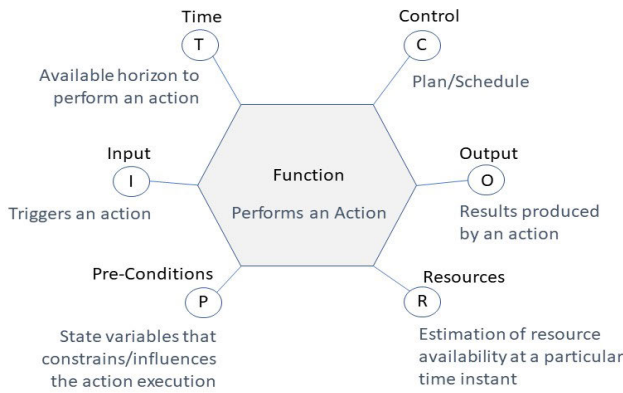 Time
T
Available horizon to
perform an action
Control
C
Plan/Schedule
Input
I
Triggers an action
Function
Performs an Action
Output
O
Results produced
by an action
Pre-Conditions
P
State variables that
constrains/influences
the action execution
Resources
R
Estimation of resource
availability at a particular
time instant